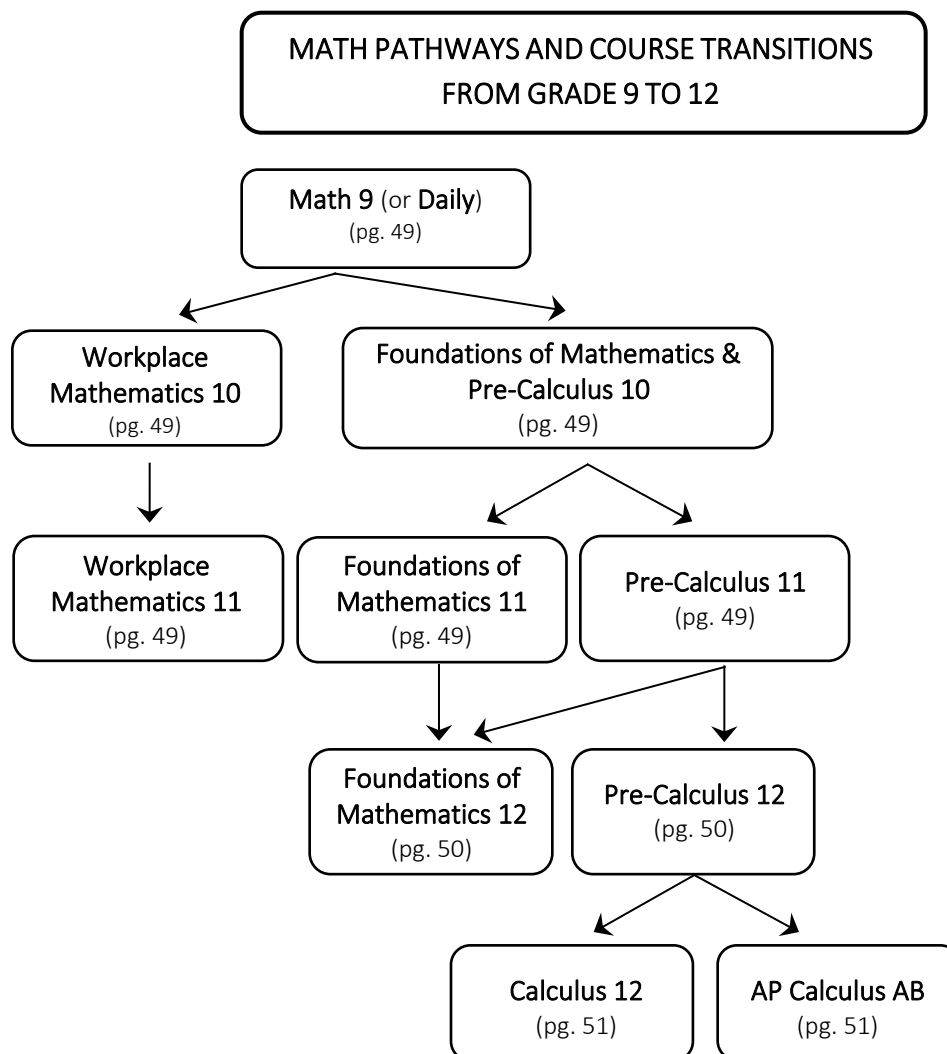 MATH PATHWAYS AND COURSE TRANSITIONS
FROM GRADE 9 TO 12
Math 9 (or Daily)
(pg. 49)
Workplace
Mathematics 10
(pg. 49)
Foundations of Mathematics &
Pre-Calculus 10
(pg. 49)
Workplace
Mathematics 11
(pg. 49)
Foundations of
Mathematics 11
(pg. 49)
Pre-Calculus 11
(pg. 49)
Foundations of
Mathematics 12
(pg. 50)
Pre-Calculus 12
(pg. 50)
Calculus 12
(pg. 51)
AP Calculus AB
(pg. 51)